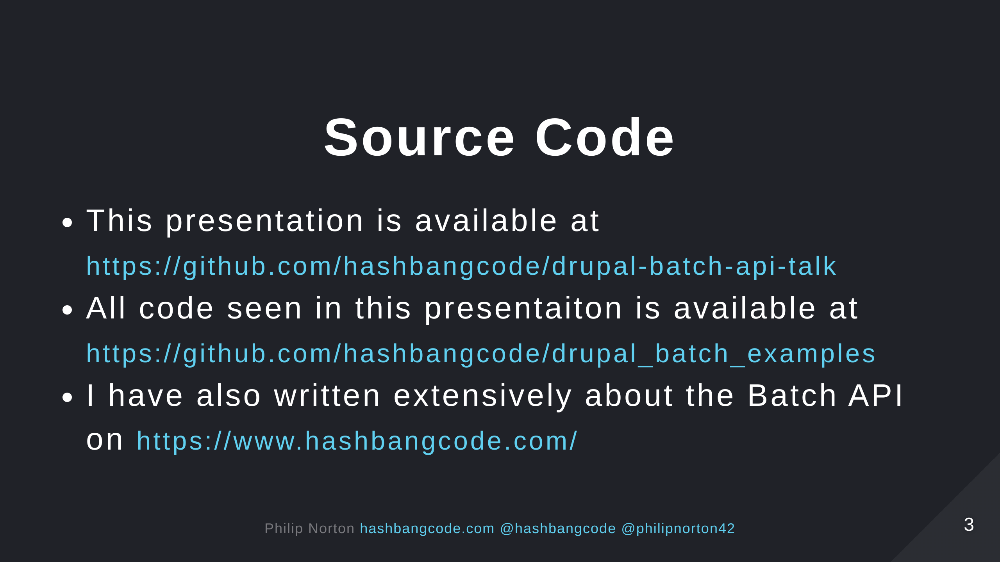 Source Code
• This presentation is available at
https://github.com/hashbangcode/drupal-batch-api-talk
• All code seen in this presentaiton is available at
https://github.com/hashbangcode/drupal_batch_examples
• I have also written extensively about the Batch API
on https://www.hashbangcode.com/
Philip Norton hashbangcode.com @hashbangcode @philipnorton42
3